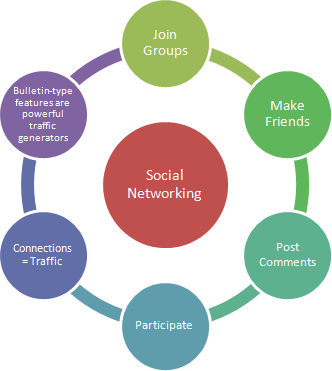 Join
Groups
Make
Friends
Post
Comments
Participate
Connections
= Traffic
Bulletin-type
features are
powerful
traffic
generators
Social
Networking